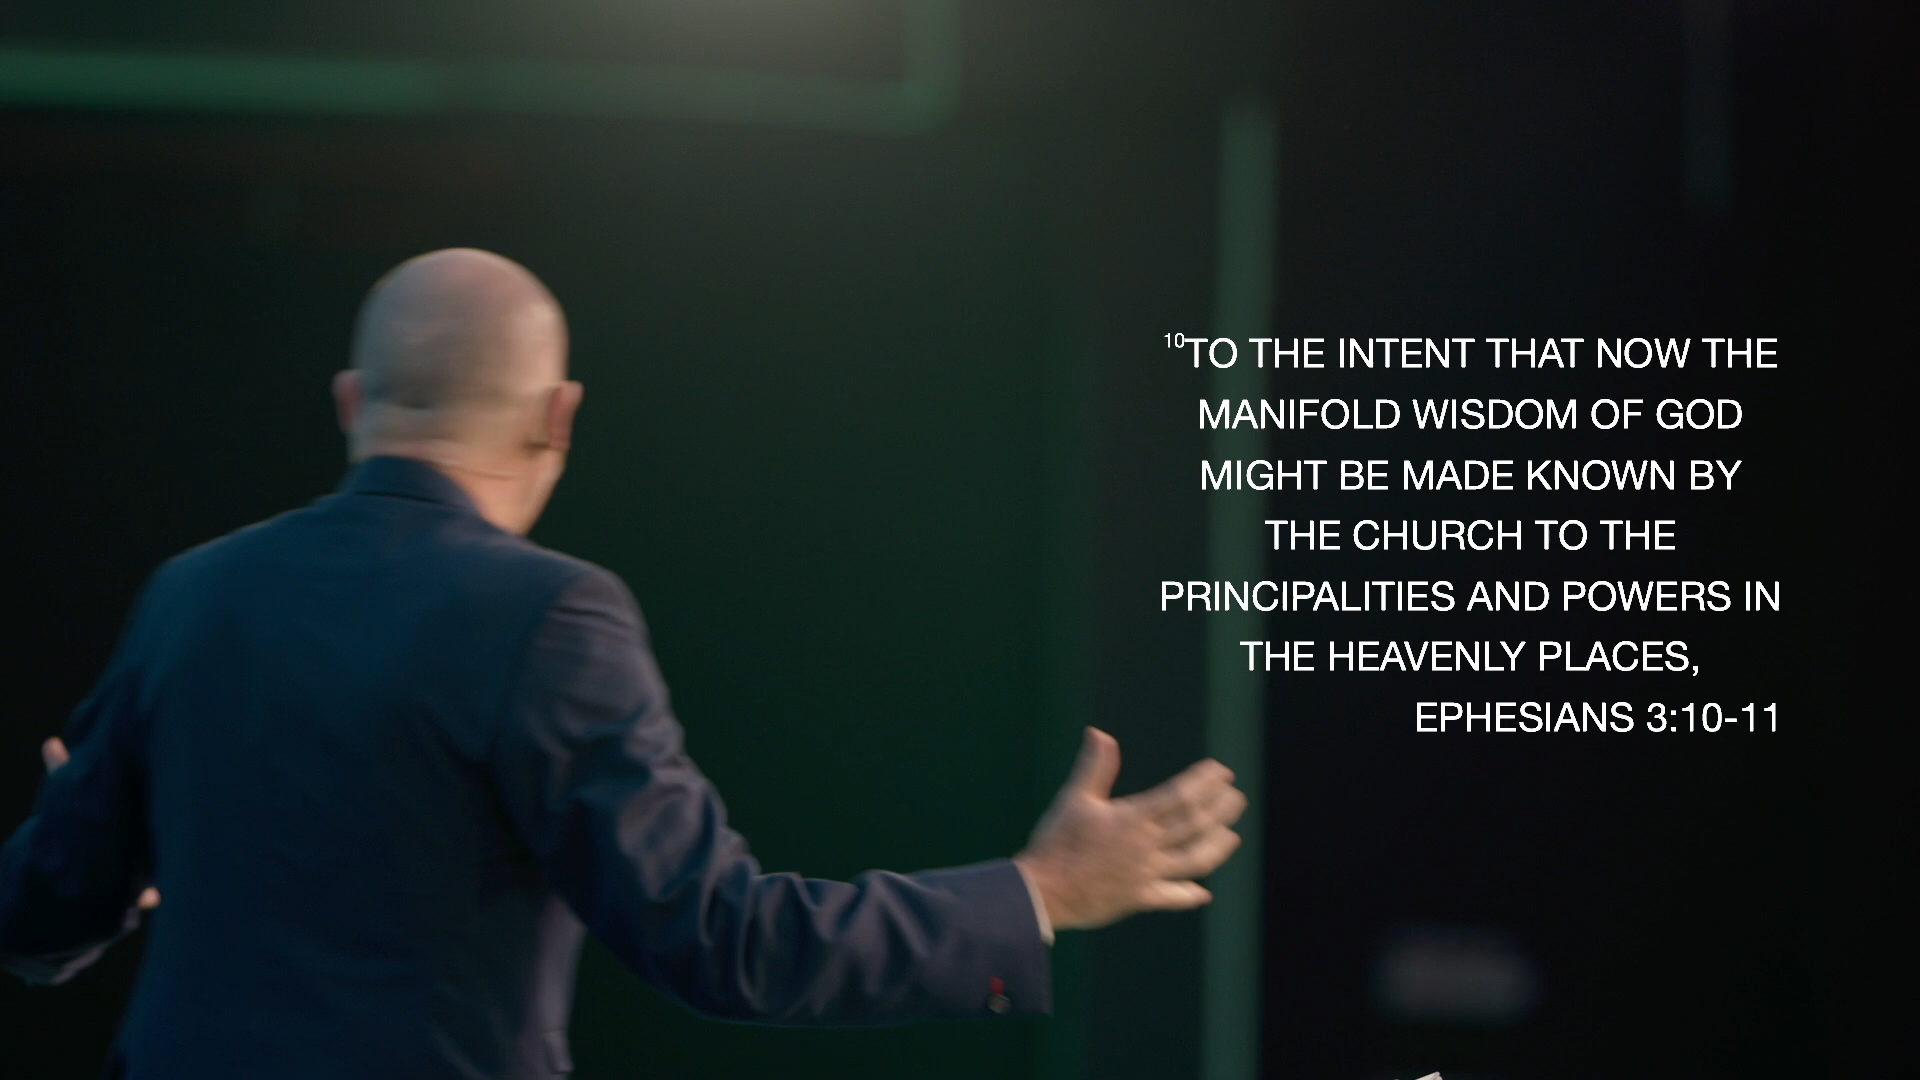 10TO THE INTENT THAT NOW THE
MANIFOLD WISDOM OF GOD
MIGHT BE MADE KNOWN BY
THE CHURCH TO THE
PRINCIPALITIES AND POWERS IN
THE HEAVENLY PLACES,
EPHESIANS 3:10-11